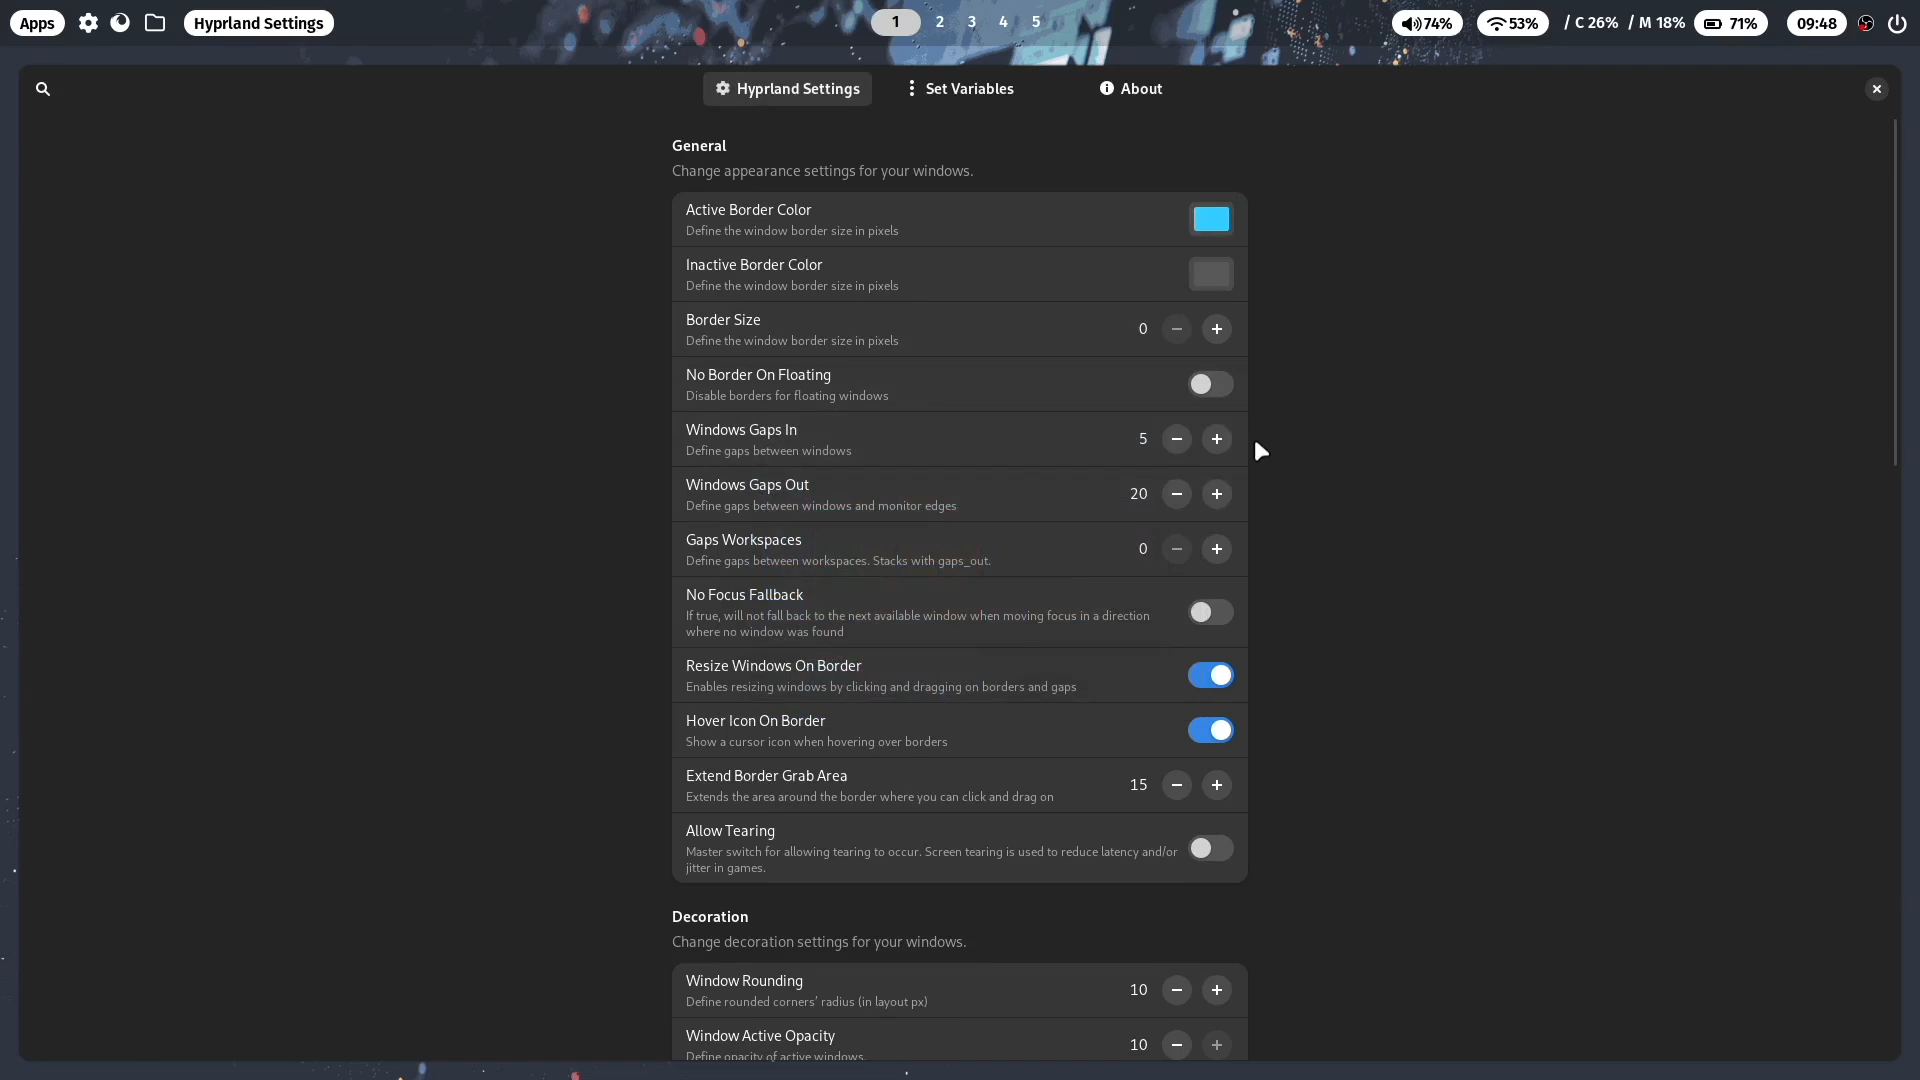 Apps
Hyprland Settings
1 2 3 4 5
74%
53%
/ C 26% / M 18%
71%
09:48
Hyprland Settings
Set Variables
About
General
Change appearance settings for your windows.
Active Border Color
Define the window border size in pixels
Inactive Border Color
Define the window border size in pixels
Border Size
Define the window border size in pixels
0 − +
No Border On Floating
Disable borders for floating windows
Windows Gaps In
Define gaps between windows
5 − +
Windows Gaps Out
Define gaps between windows and monitor edges
20 − +
Gaps Workspaces
Define gaps between workspaces. Stacks with gaps_out.
0 − +
No Focus Fallback
If true, will not fall back to the next available window when moving focus in a direction
where no window was found
Resize Windows On Border
Enables resizing windows by clicking and dragging on borders and gaps
Hover Icon On Border
Show a cursor icon when hovering over borders
Extend Border Grab Area
Extends the area around the border where you can click and drag on
15 − +
Allow Tearing
Master switch for allowing tearing to occur. Screen tearing is used to reduce latency and/or
jitter in games.
Decoration
Change decoration settings for your windows.
Window Rounding
Define rounded corners’ radius (in layout px)
10 − +
Window Active Opacity
Define opacity of active windows.
10 − +